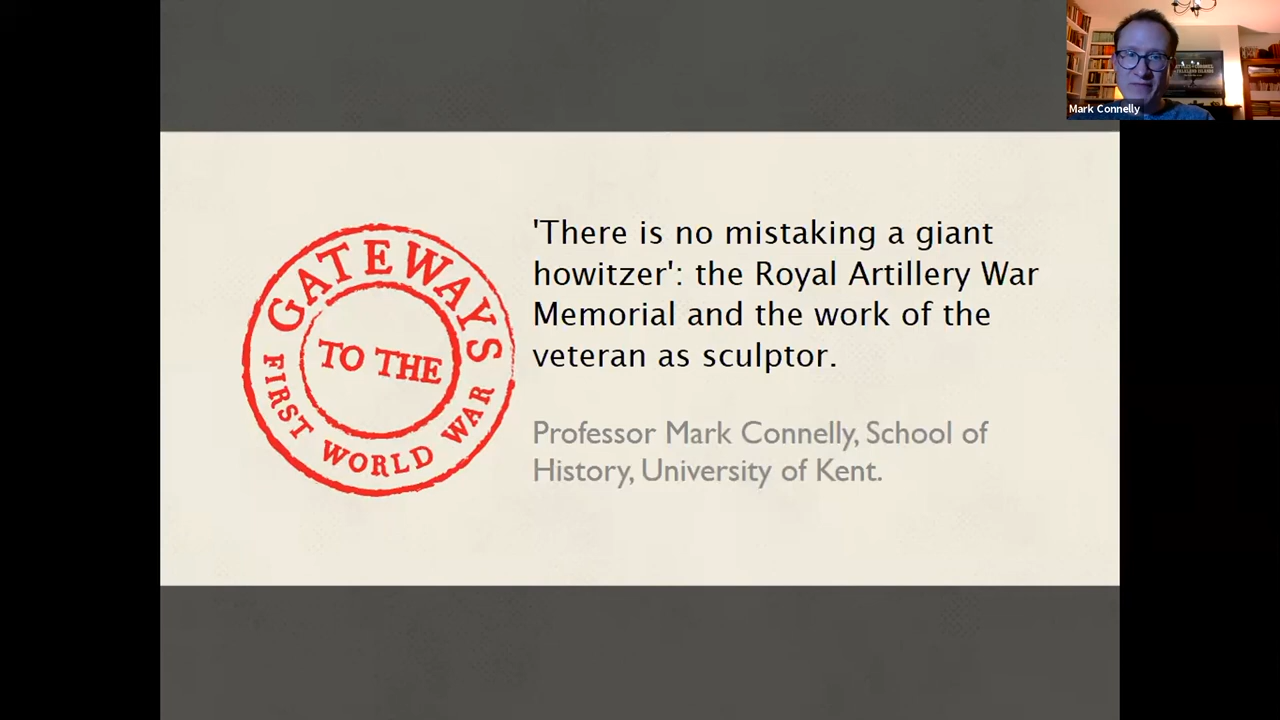 Mark Connelly
GATEWAYS
TO THE
FIRST WORLD WAR
'There is no mistaking a giant
howitzer': the Royal Artillery War
Memorial and the work of the
veteran as sculptor.
Professor Mark Connelly, School of
History, University of Kent.